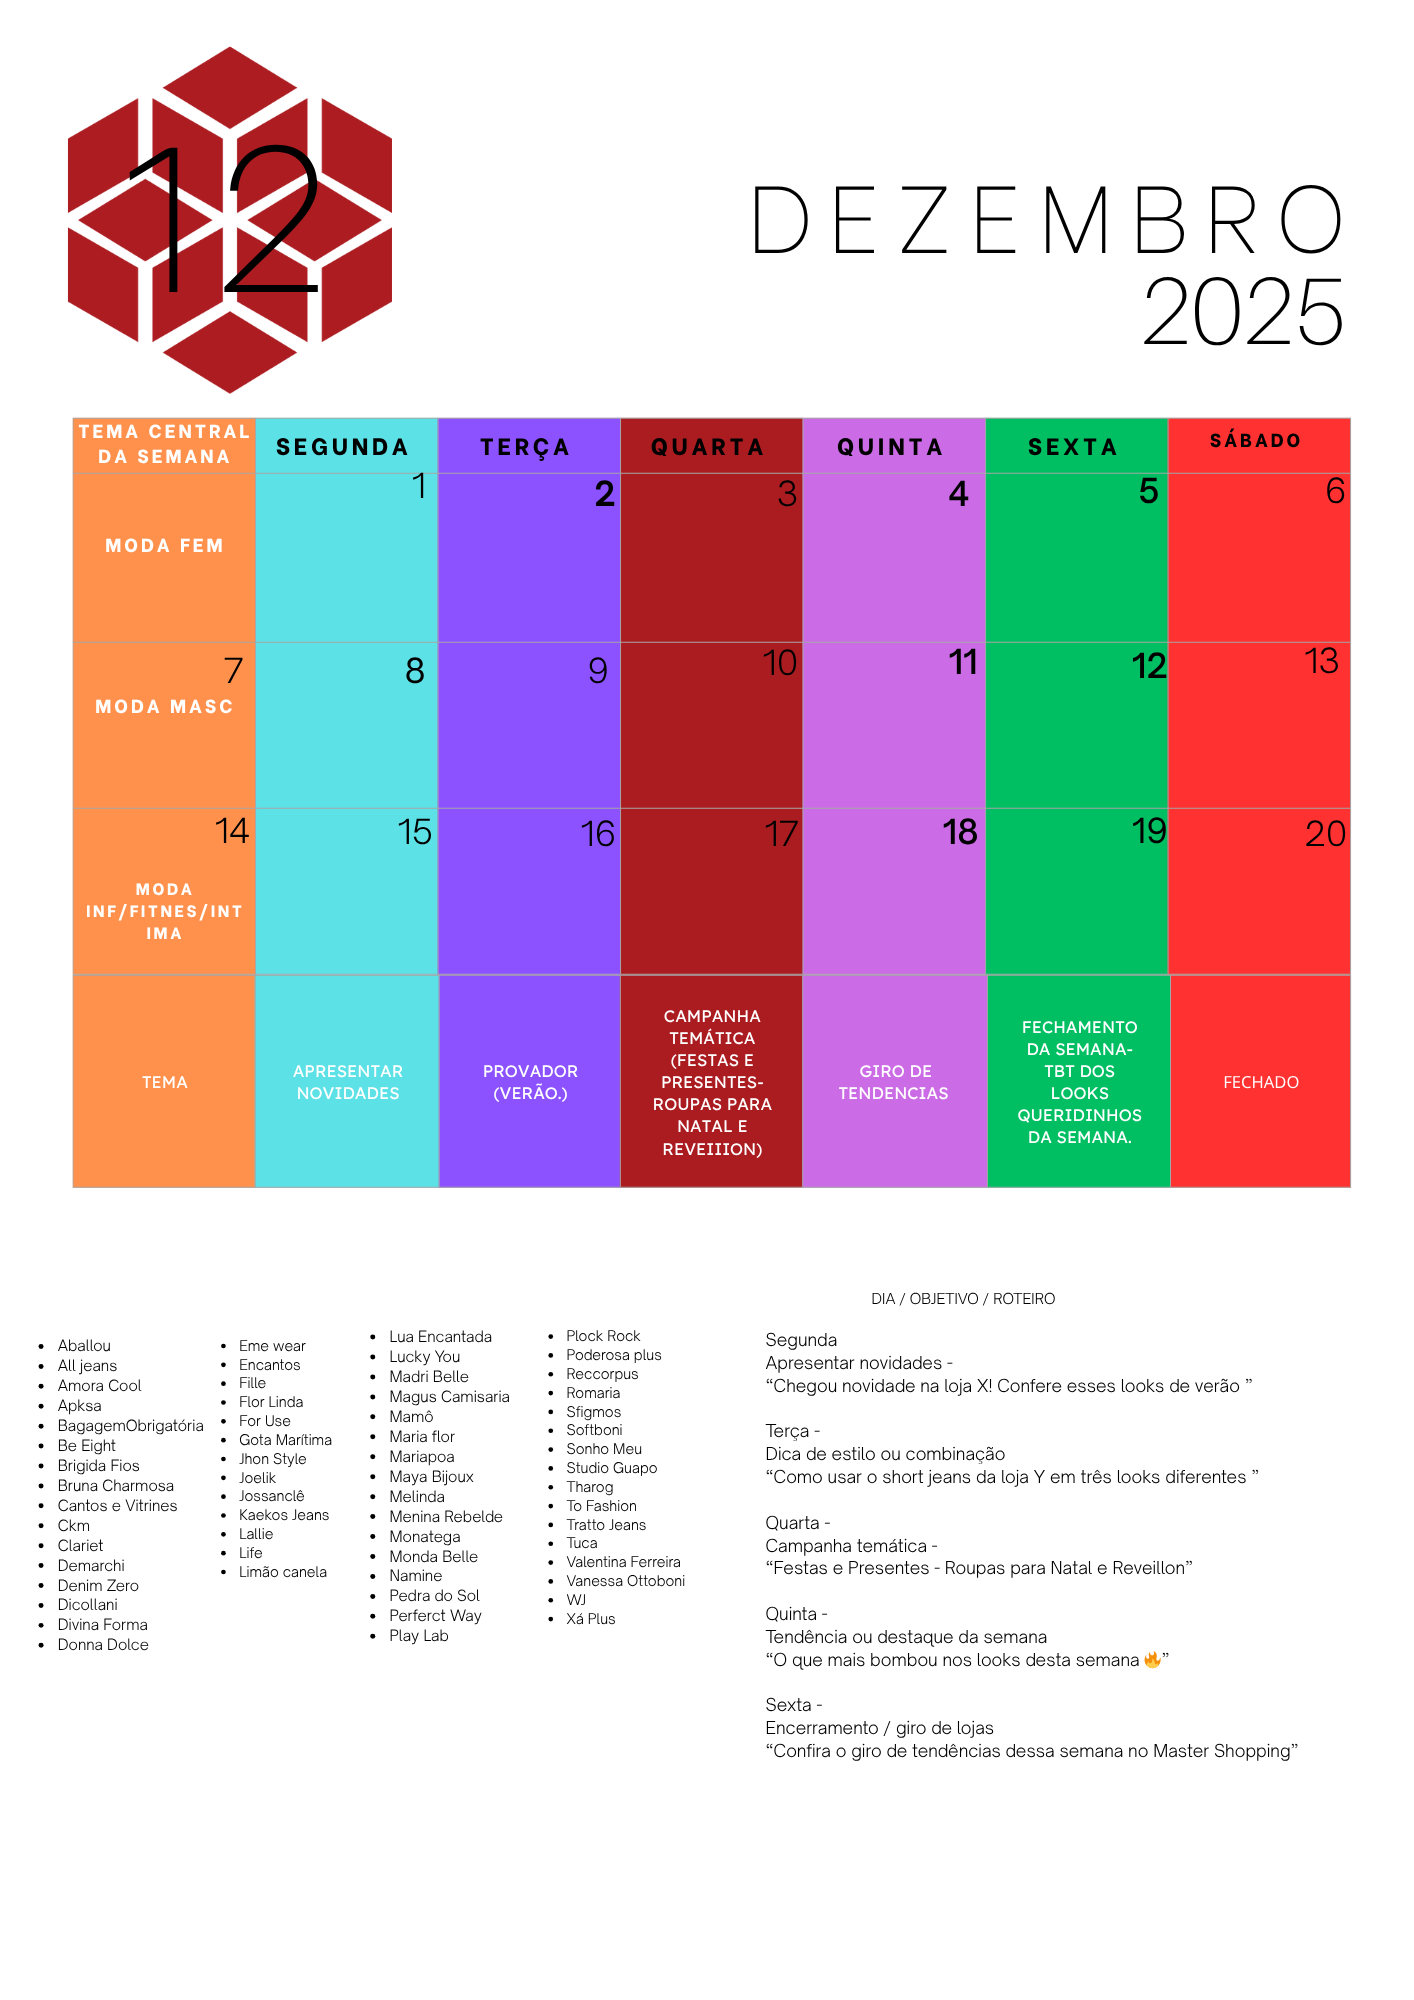 12
DEZEMBRO
2025
TEMA CENTRAL
DA SEMANA
SEGUNDA
TERÇA
QUARTA
QUINTA
SEXTA
SÁBADO
1
2
3
4
5
6
MODA FEM
7
8
9
10
11
12
13
MODA MASC
14
15
16
17
18
19
20
MODA
INF/FITNES/INT
IMA
TEMA
APRESENTAR
NOVIDADES
PROVADOR
(VERÃO.)
CAMPANHA
TEMÁTICA
(FESTAS E
PRESENTES-
ROUPAS PARA
NATAL E
REVEIIION)
GIRO DE
TENDENCIAS
FECHAMENTO
DA SEMANA-
TBT DOS
LOOKS
QUERIDINHOS
DA SEMANA.
FECHADO
• Aballou
• All jeans
• Amora Cool
• Apksa
• BagagemObrigatória
• Be Eight
• Brigida Fios
• Bruna Charmosa
• Cantos e Vitrines
• Ckm
• Clariet
• Demarchi
• Denim Zero
• Dicollani
• Divina Forma
• Donna Dolce
• Eme wear
• Encantos
• Fille
• Flor Linda
• For Use
• Gota Marítima
• Jhon Style
• Joelik
• Jossanclê
• Kaekos Jeans
• Lallie
• Life
• Limão canela
• Lua Encantada
• Lucky You
• Madri Belle
• Magus Camisaria
• Mamô
• Maria flor
• Mariapoa
• Maya Bijoux
• Melinda
• Menina Rebelde
• Monatega
• Monda Belle
• Namine
• Pedra do Sol
• Perferct Way
• Play Lab
• Plock Rock
• Poderosa plus
• Reccorpus
• Romaria
• Sfigmos
• Softboni
• Sonho Meu
• Studio Guapo
• Tharog
• To Fashion
• Tratto Jeans
• Tuca
• Valentina Ferreira
• Vanessa Ottoboni
• WJ
• Xá Plus
DIA / OBJETIVO / ROTEIRO
Segunda
Apresentar novidades -
“Chegou novidade na loja X! Confere esses looks de verão ”
Terça -
Dica de estilo ou combinação
“Como usar o short jeans da loja Y em três looks diferentes ”
Quarta -
Campanha temática -
“Festas e Presentes - Roupas para Natal e Reveillon”
Quinta -
Tendência ou destaque da semana
“O que mais bombou nos looks desta semana 🔥”
Sexta -
Encerramento / giro de lojas
“Confira o giro de tendências dessa semana no Master Shopping”